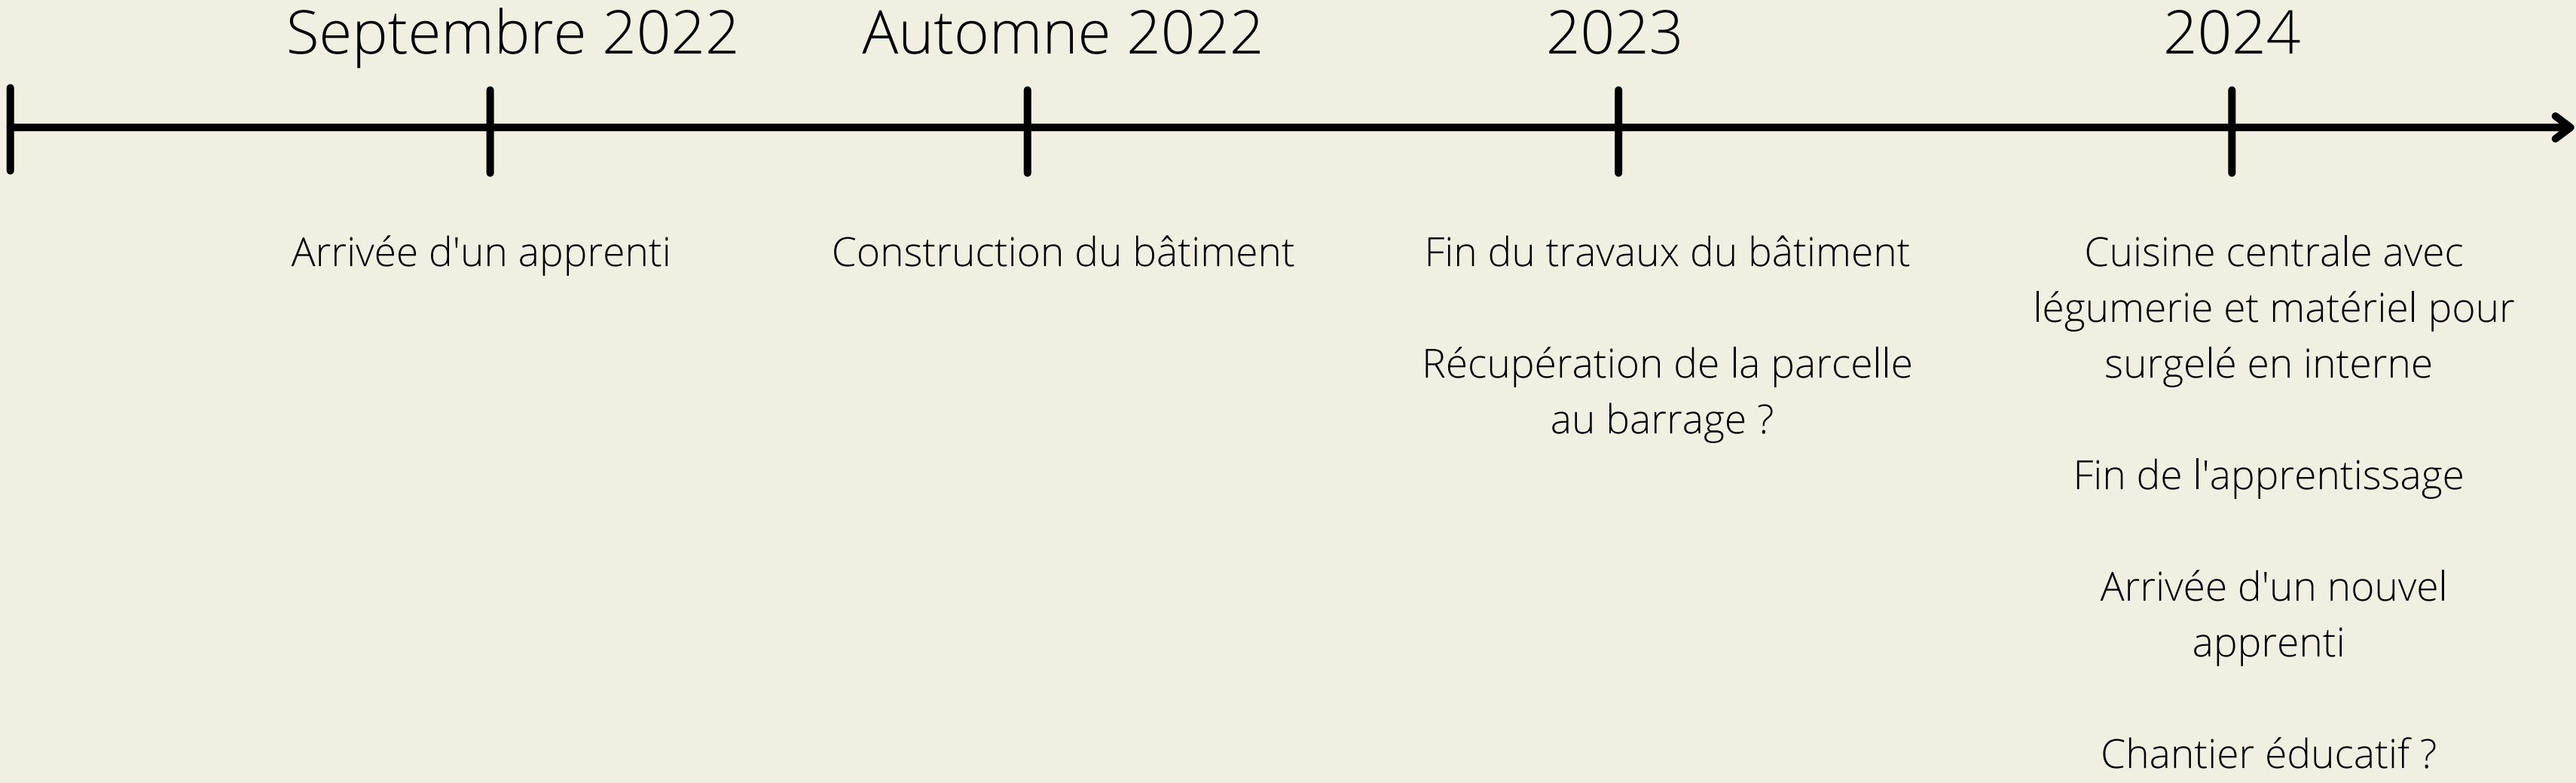 Septembre 2022
Automne 2022
2023
2024
Arrivée d'un apprenti
Construction du bâtiment
Fin du travaux du bâtiment
Récupération de la parcelle
au barrage ?
Cuisine centrale avec
légumerie et matériel pour
surgelé en interne
Fin de l'apprentissage
Arrivée d'un nouvel
apprenti
Chantier éducatif ?